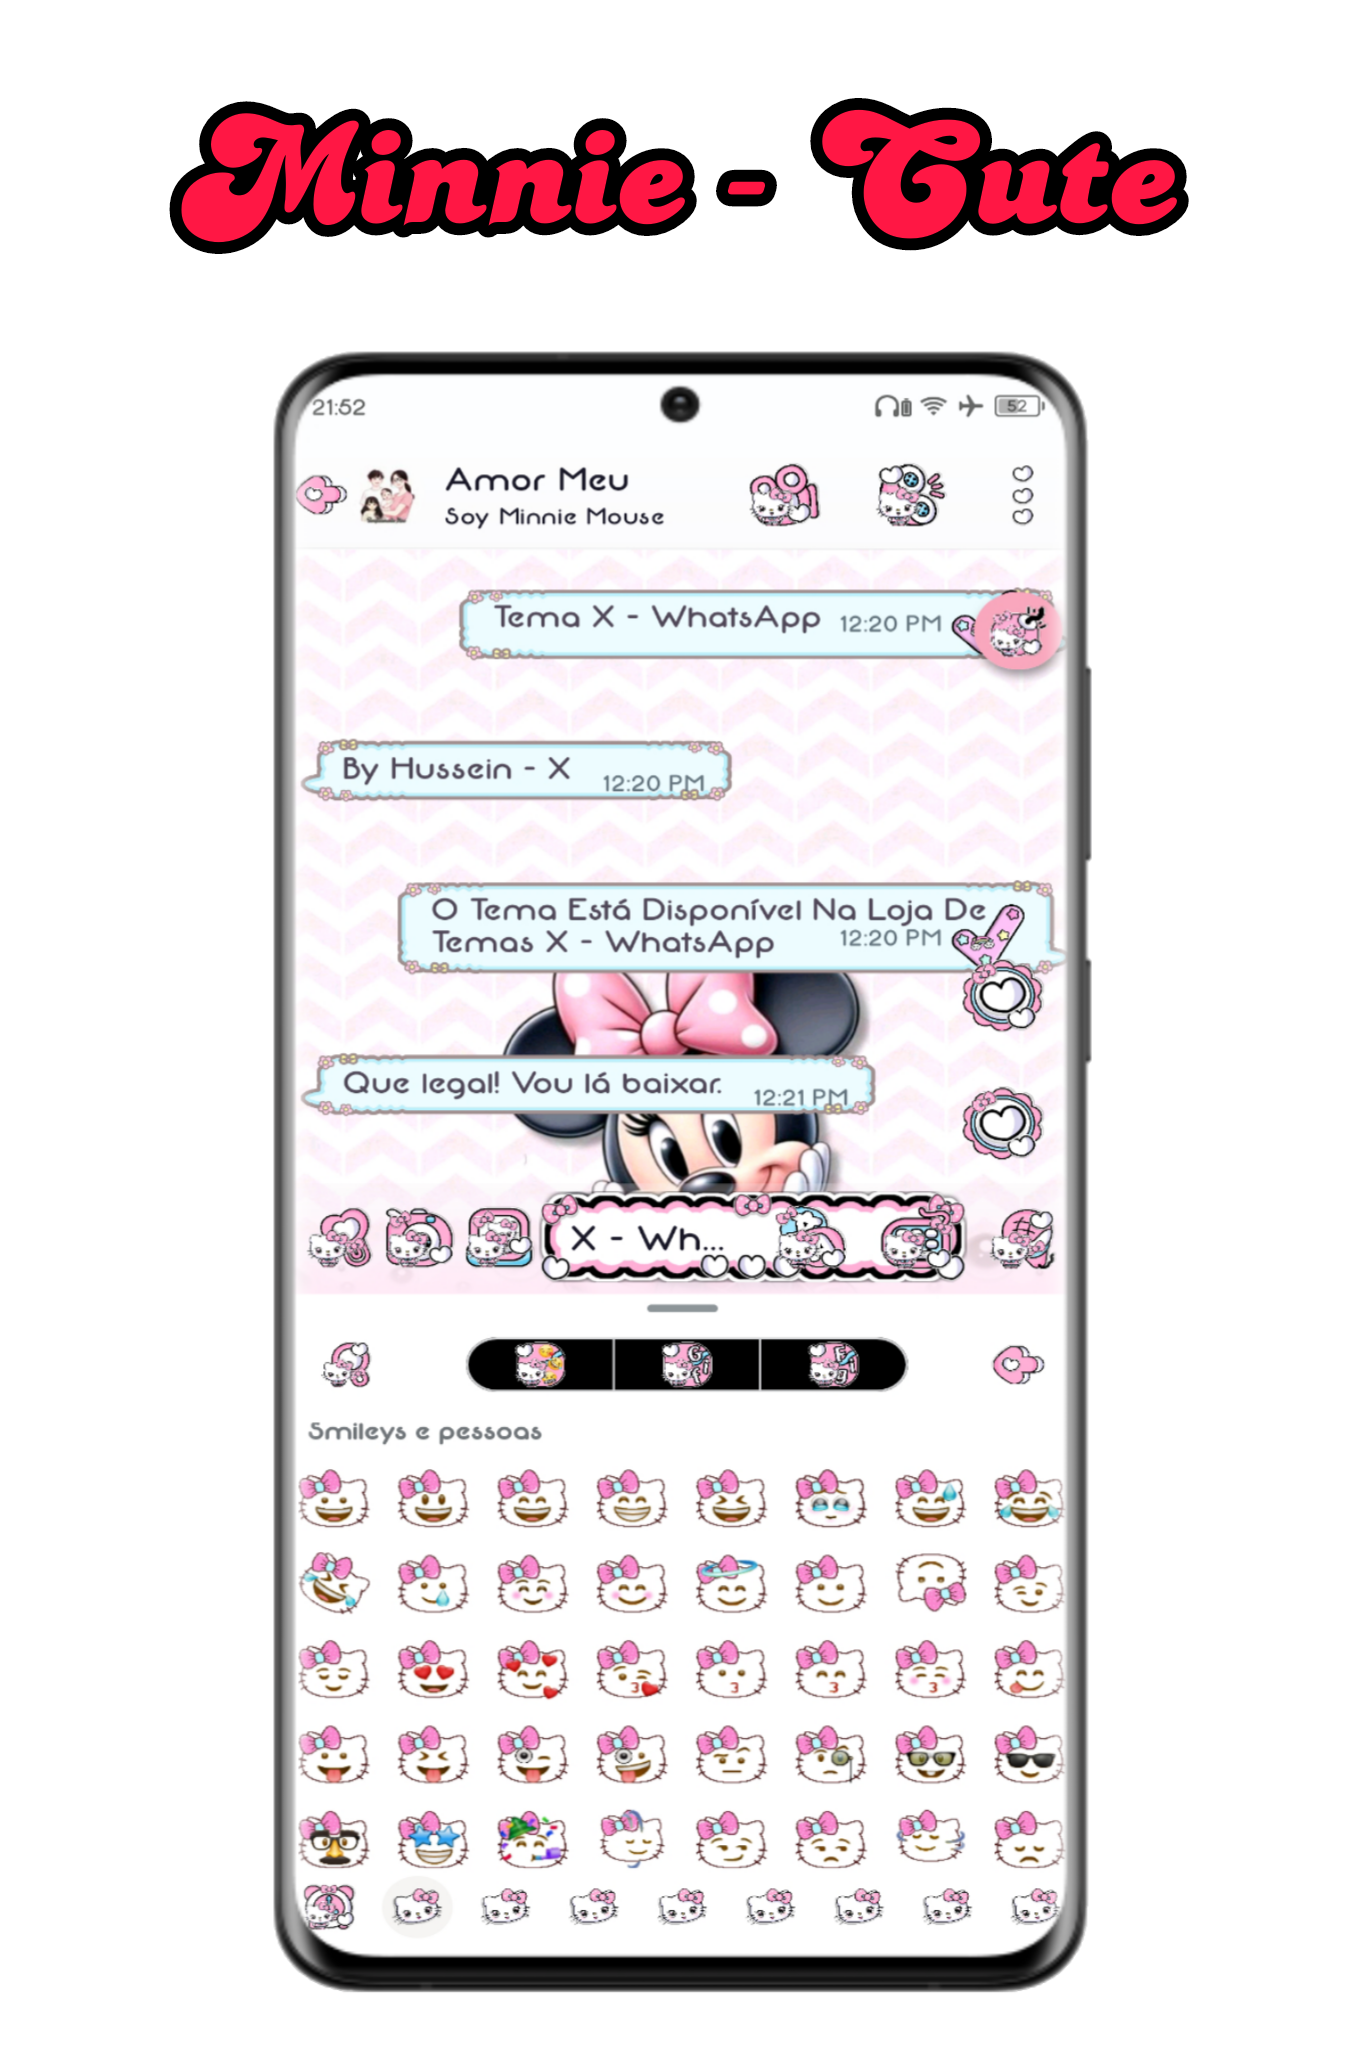 Minnie - Cute
21:52
52
Amor Meu
Soy Minnie Mouse
Tema X - WhatsApp 12:20 PM
By Hussein - X 12:20 PM
O Tema Está Disponível Na Loja De
Temas X - WhatsApp 12:20 PM
Que legal! Vou lá baixar. 12:21 PM
X - Wh...
Smileys e pessoas